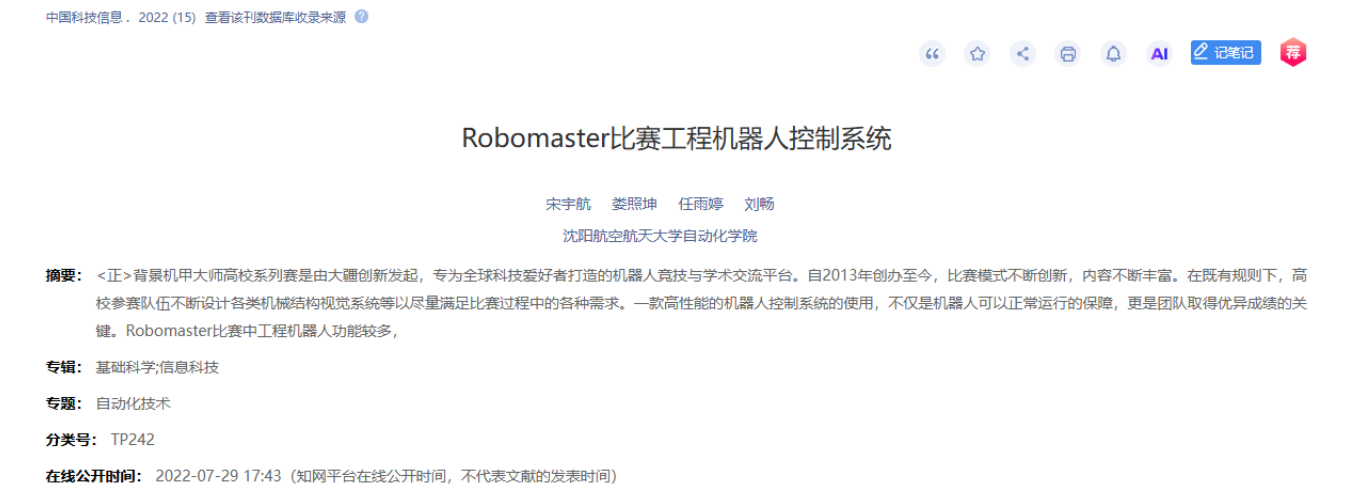 中国科技信息 . 2022 (15) 查看该刊数据库收录来源 ?
AI 记笔记 荐
Robomaster比赛工程机器人控制系统
宋宇航 娄照坤 任雨婷 刘畅
沈阳航空航天大学自动化学院
摘要： <正>背景机甲大师高校系列赛是由大疆创新发起，专为全球科技爱好者打造的机器人竞技与学术交流平台。自2013年创办至今，比赛模式不断创新，内容不断丰富。在既有规则下，高
校参赛队伍不断设计各类机械结构视觉系统等以尽量满足比赛过程中的各种需求。一款高性能的机器人控制系统的使用，不仅是机器人可以正常运行的保障，更是团队取得优异成绩的关
键。Robomaster比赛中工程机器人功能较多，
专辑： 基础科学;信息科技
专题： 自动化技术
分类号： TP242
在线公开时间： 2022-07-29 17:43（知网平台在线公开时间，不代表文献的发表时间）